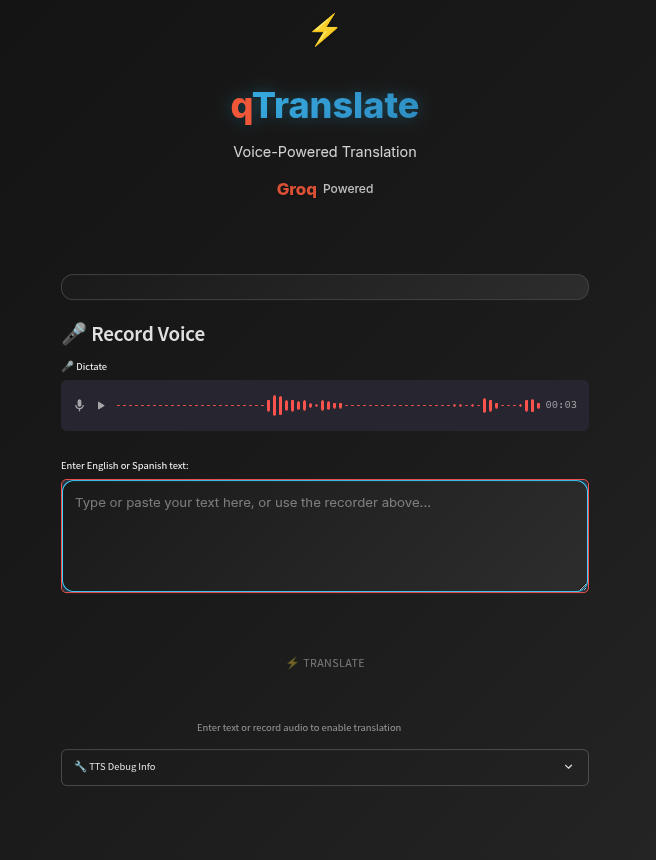 qTranslate
Voice-Powered Translation
Groq Powered
🎤 Record Voice
🎤 Dictate
00:03
Enter English or Spanish text:
Type or paste your text here, or use the recorder above...
⚡ TRANSLATE
Enter text or record audio to enable translation
🔧 TTS Debug Info